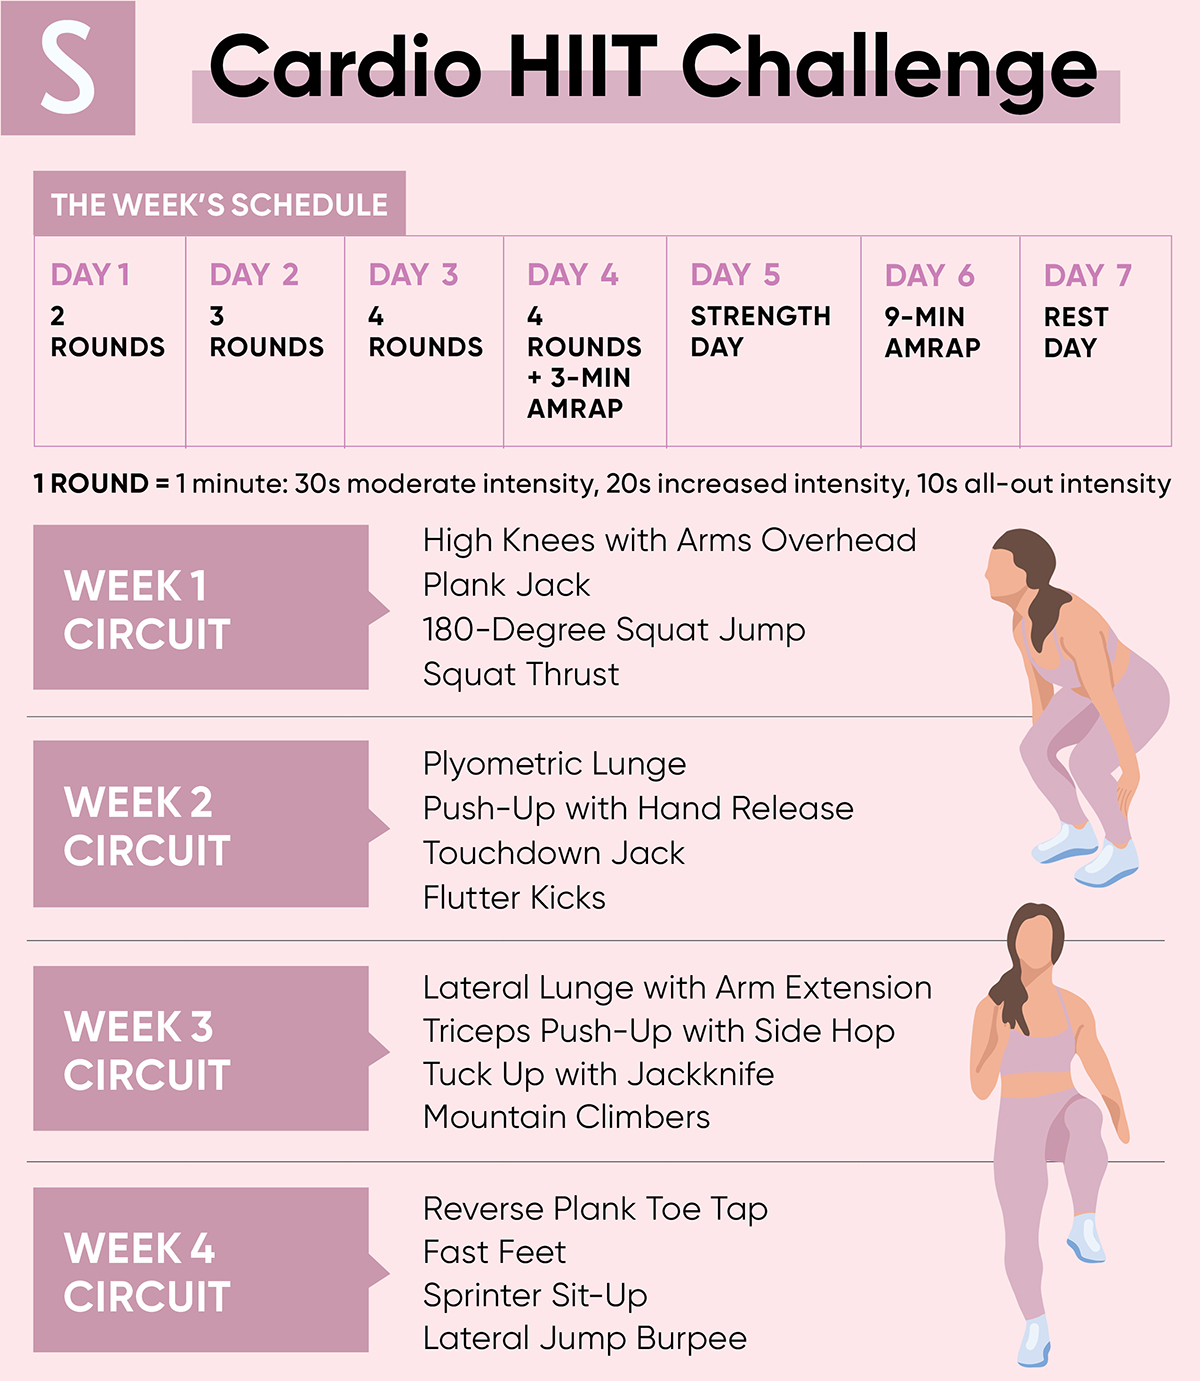 S
Cardio HIIT Challenge
THE WEEK'S SCHEDULE
DAY 1
2
ROUNDS
DAY 2
3
ROUNDS
DAY 3
4
ROUNDS
DAY 4
4
ROUNDS
+ 3-MIN
AMRAP
DAY 5
STRENGTH
DAY
DAY 6
9-MIN
AMRAP
DAY 7
REST
DAY
1 ROUND = 1 minute: 30s moderate intensity, 20s increased intensity, 10s all-out intensity
WEEK 1
CIRCUIT
High Knees with Arms Overhead
Plank Jack
180-Degree Squat Jump
Squat Thrust
WEEK 2
CIRCUIT
Plyometric Lunge
Push-Up with Hand Release
Touchdown Jack
Flutter Kicks
WEEK 3
CIRCUIT
Lateral Lunge with Arm Extension
Triceps Push-Up with Side Hop
Tuck Up with Jackknife
Mountain Climbers
WEEK 4
CIRCUIT
Reverse Plank Toe Tap
Fast Feet
Sprinter Sit-Up
Lateral Jump Burpee